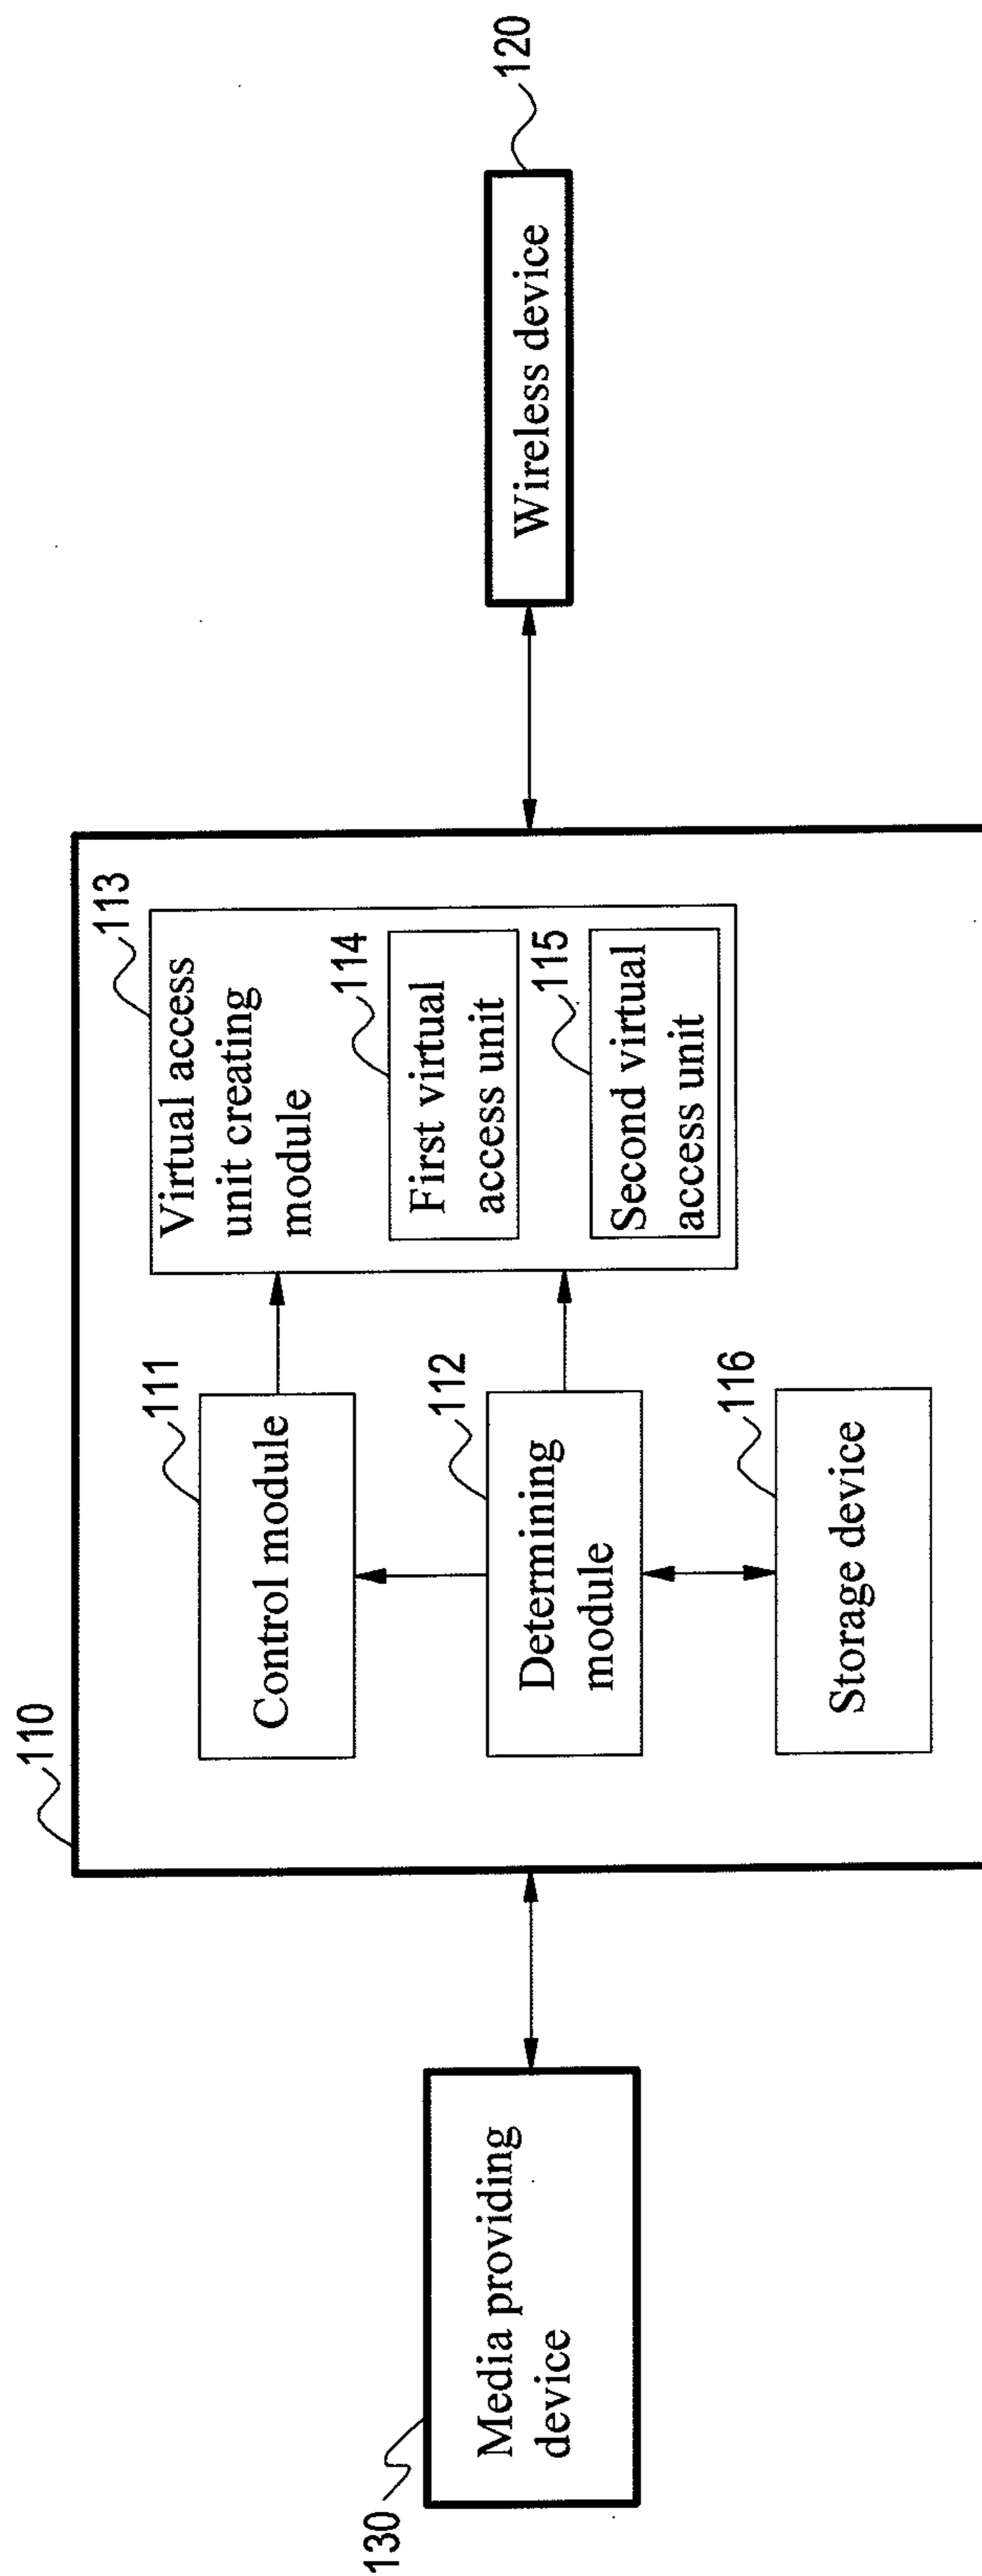 110
111
Control module
112
Determining
module
116
Storage device
113
Virtual access
unit creating
module
114
First virtual
access unit
115
Second virtual
access unit
120
Wireless device
130
Media providing
device